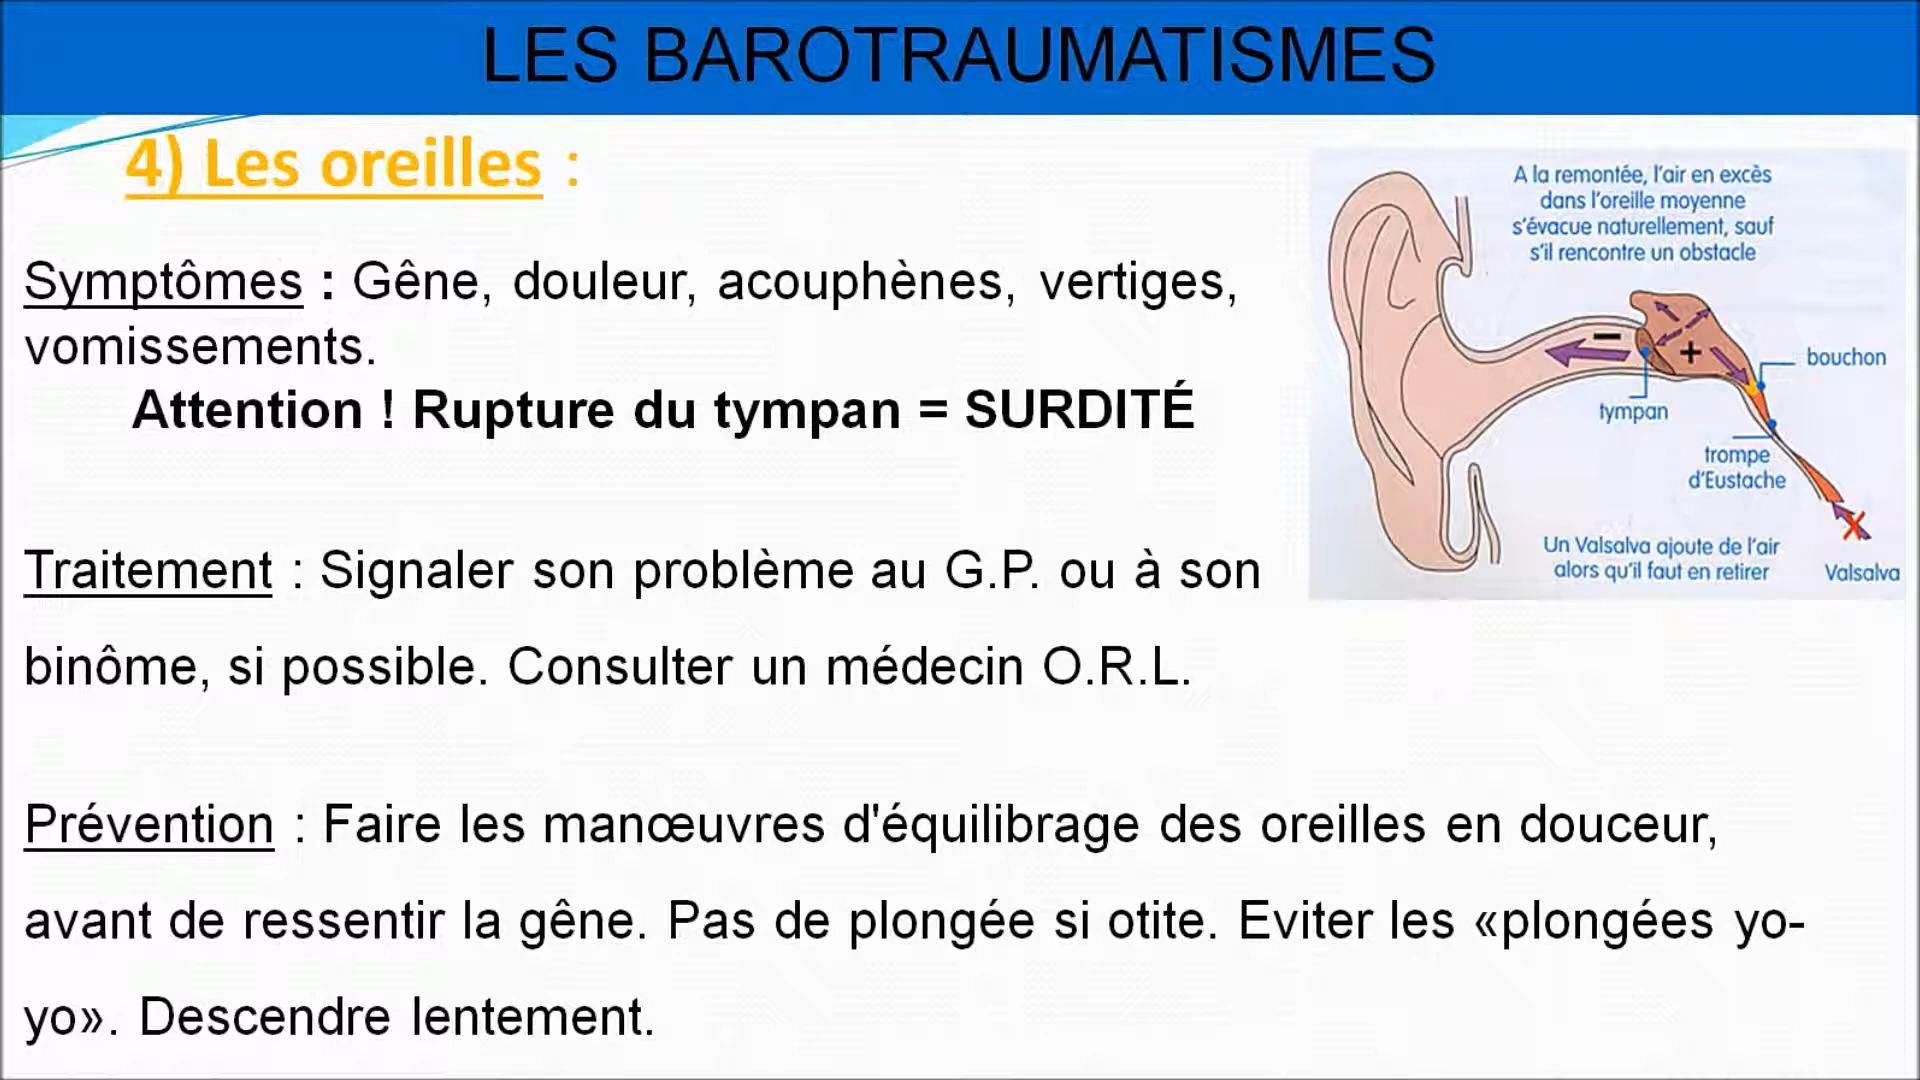 LES BAROTRAUMATISMES
4) Les oreilles :
Symptômes : Gêne, douleur, acouphènes, vertiges,
vomissements.
Attention ! Rupture du tympan = SURDITÉ
Traitement : Signaler son problème au G.P. ou à son
binôme, si possible. Consulter un médecin O.R.L.
Prévention : Faire les manœuvres d'équilibrage des oreilles en douceur,
avant de ressentir la gêne. Pas de plongée si otite. Eviter les «plongées yo-
yo». Descendre lentement.
A la remontée, l'air en excès
dans l'oreille moyenne
s'évacue naturellement, sauf
s'il rencontre un obstacle
−
+
bouchon
tympan
trompe
d'Eustache
Un Valsalva ajoute de l'air
alors qu'il faut en retirer
Valsalva